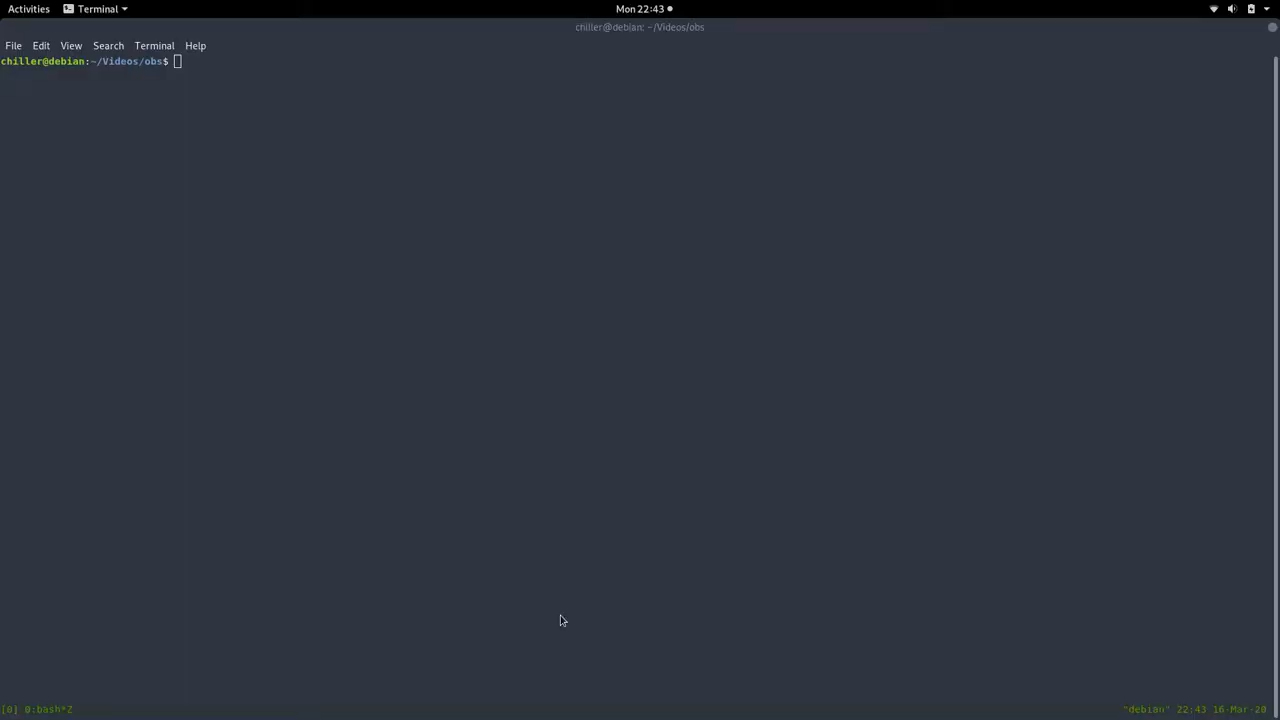 Activities Terminal Mon 22:43
chiller@debian: ~/Videos/obs
File Edit View Search Terminal Help
chiller@debian:~/Videos/obs$
[0] 0:bash*Z "debian" 22:43 16-Mar-20